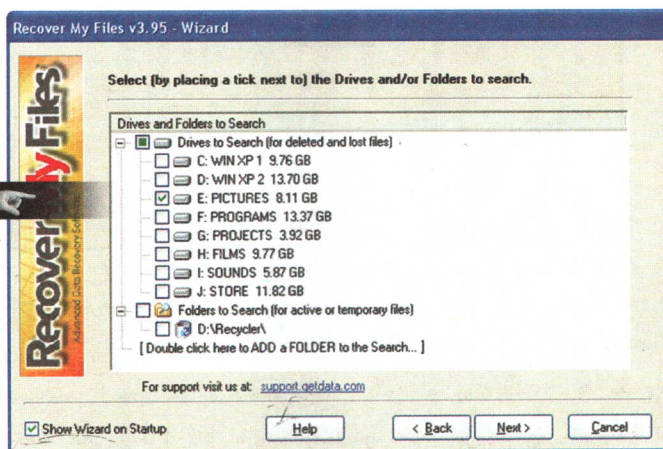 Recover My Files v3.95 - Wizard
Recover My Files
Advanced Data Recovery Software
Select (by placing a tick next to) the Drives and/or Folders to search.
Drives and Folders to Search
Drives to Search (for deleted and lost files)
C: WIN XP 1 9.76 GB
D: WIN XP 2 13.70 GB
E: PICTURES 8.11 GB
F: PROGRAMS 13.37 GB
G: PROJECTS 3.92 GB
H: FILMS 9.77 GB
I: SOUNDS 5.87 GB
J: STORE 11.82 GB
Folders to Search (for active or temporary files)
D:\Recycler\
[ Double click here to ADD a FOLDER to the Search... ]
For support visit us at: support.getdata.com
Show Wizard on Startup
Help
< Back
Next >
Cancel